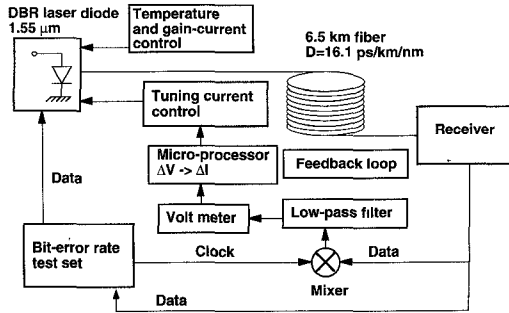 DBR laser diode
1.55 μm
Temperature
and gain-current
control
6.5 km fiber
D=16.1 ps/km/nm
Tuning current
control
Receiver
Micro-processor
ΔV -> ΔI
Feedback loop
Data
Volt meter
Low-pass filter
Bit-error rate
test set
Clock
Data
Mixer
Data